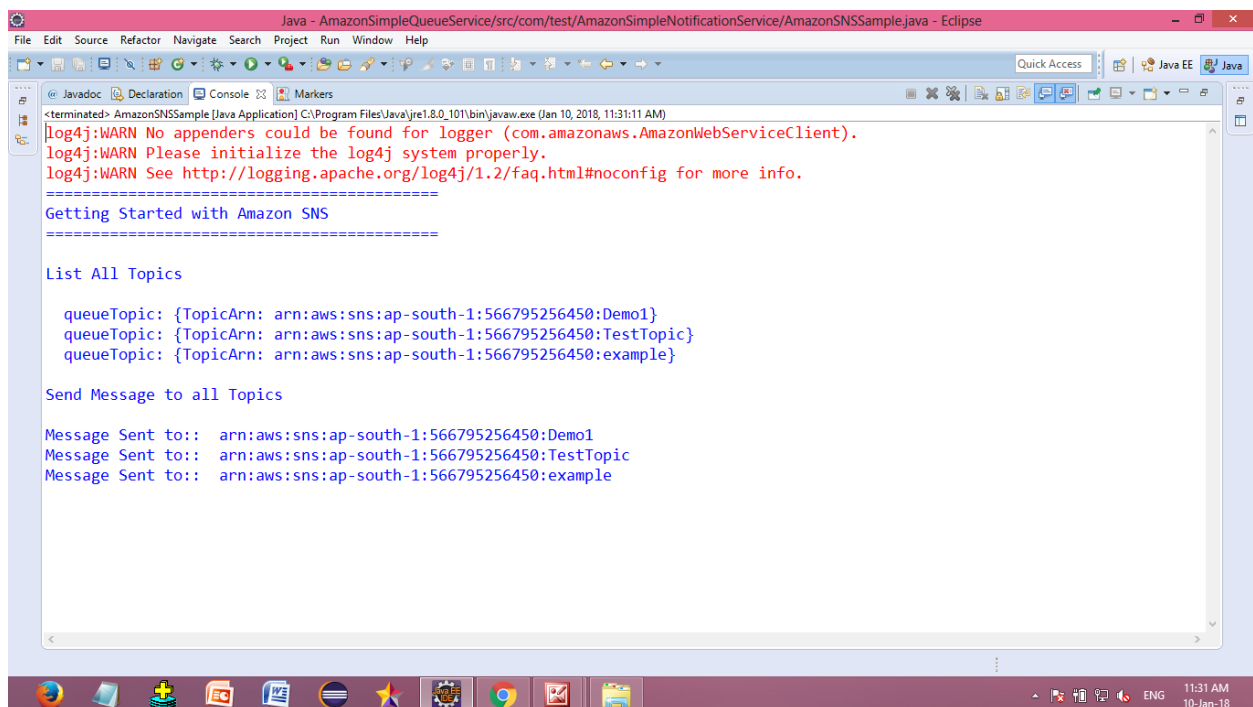 Java - AmazonSimpleQueueService/src/com/test/AmazonSimpleNotificationService/AmazonSNSSample.java - Eclipse
File Edit Source Refactor Navigate Search Project Run Window Help
Quick Access Java EE Java
@ Javadoc Declaration Console Markers
<terminated> AmazonSNSSample [Java Application] C:\Program Files\Java\jre1.8.0_101\bin\javaw.exe (Jan 10, 2018, 11:31:11 AM)
log4j:WARN No appenders could be found for logger (com.amazonaws.AmazonWebServiceClient).
log4j:WARN Please initialize the log4j system properly.
log4j:WARN See http://logging.apache.org/log4j/1.2/faq.html#noconfig for more info.
===========================================
Getting Started with Amazon SNS
===========================================
List All Topics
queueTopic: {TopicArn: arn:aws:sns:ap-south-1:566795256450:Demo1}
queueTopic: {TopicArn: arn:aws:sns:ap-south-1:566795256450:TestTopic}
queueTopic: {TopicArn: arn:aws:sns:ap-south-1:566795256450:example}
Send Message to all Topics
Message Sent to:: arn:aws:sns:ap-south-1:566795256450:Demo1
Message Sent to:: arn:aws:sns:ap-south-1:566795256450:TestTopic
Message Sent to:: arn:aws:sns:ap-south-1:566795256450:example
ENG 11:31 AM
10-Jan-18